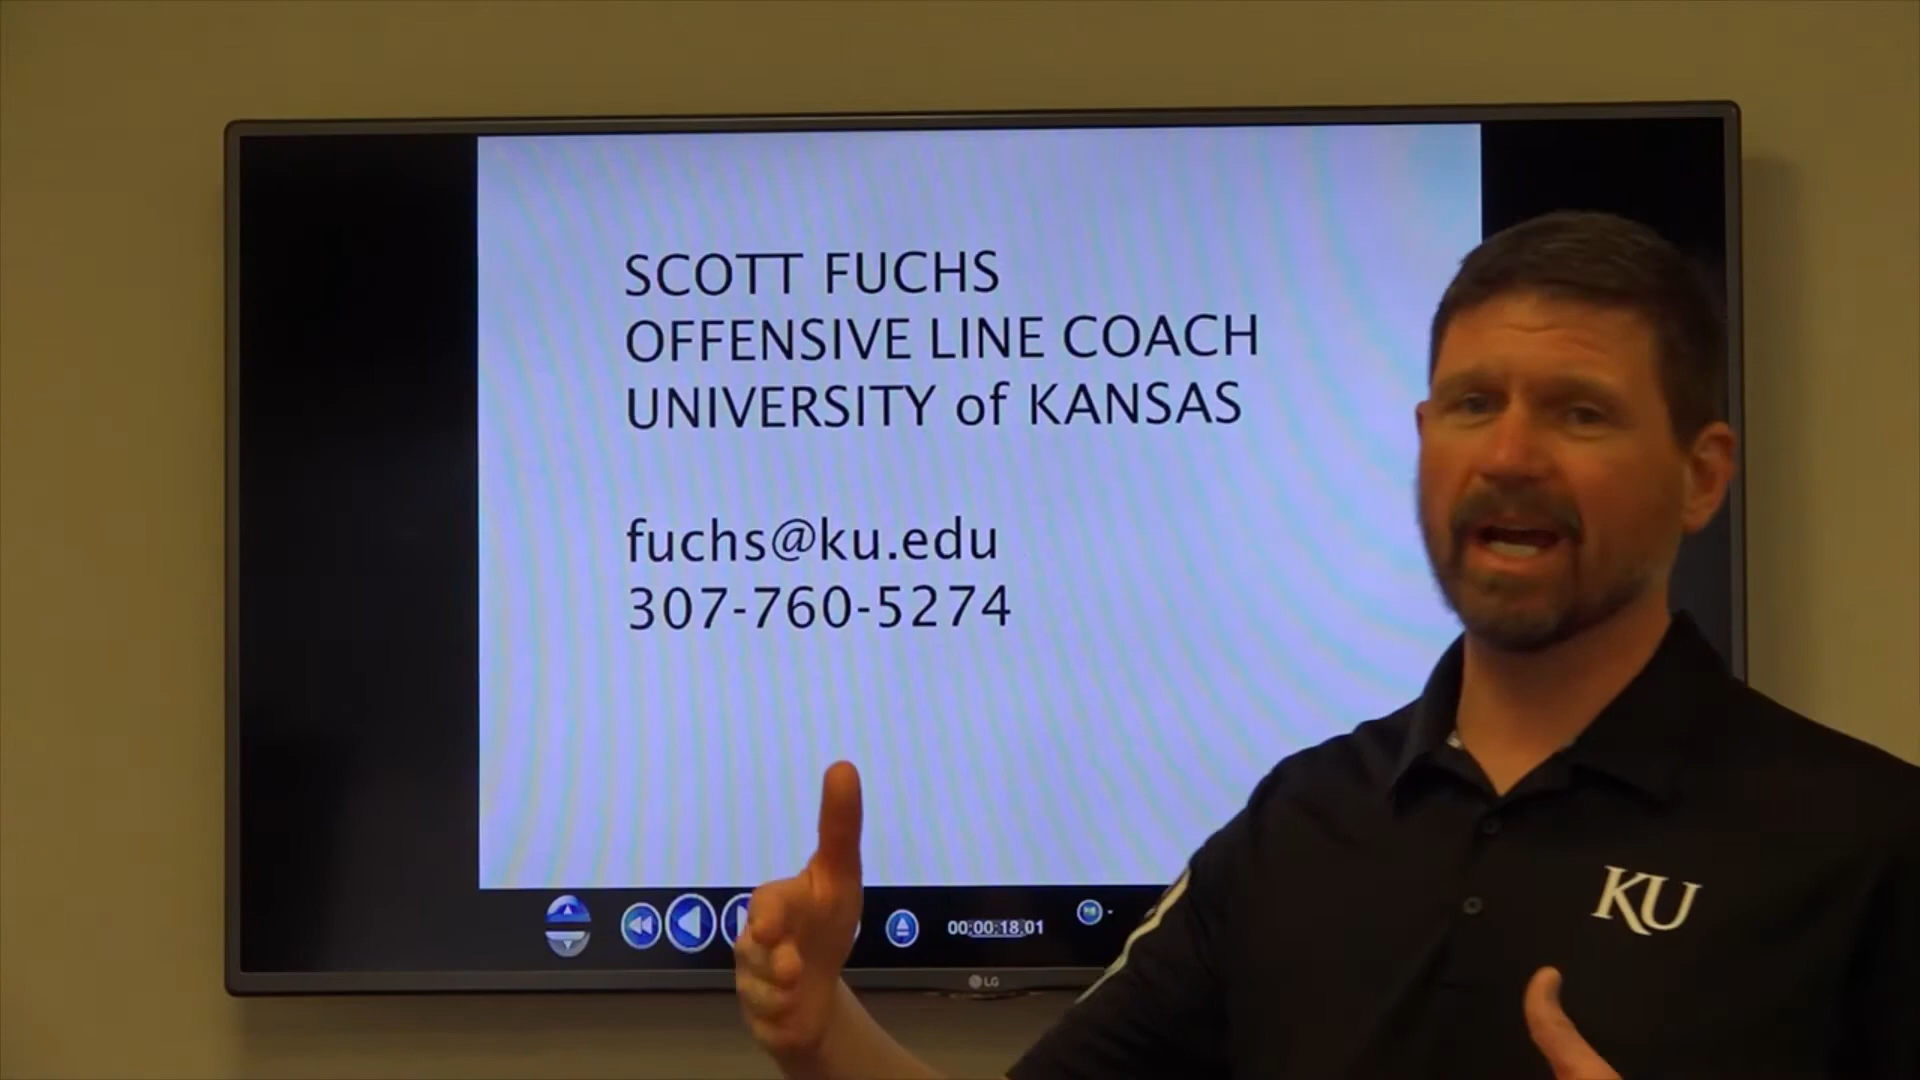 SCOTT FUCHS
OFFENSIVE LINE COACH
UNIVERSITY of KANSAS
fuchs@ku.edu
307-760-5274
KU
00:00:18.01
LG